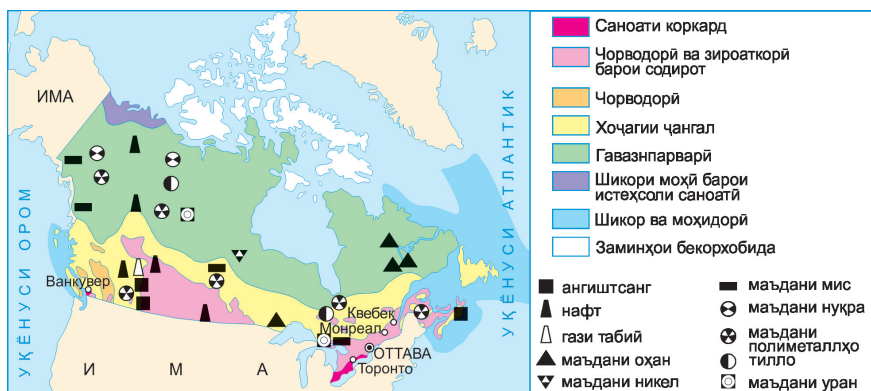 ИМА
УҚЁНУСИ ОРОМ
УҚЁНУСИ АТЛАНТИК
Ванкувер
Квебек
Монреал
ОТТАВА
Торонто
И М А
Саноати коркард
Чорводорӣ ва зироаткорӣ
барои содирот
Чорводорӣ
Хоҷагии ҷангал
Гавазнпарварӣ
Шикори моҳӣ барои
истеҳсоли саноатӣ
Шикор ва моҳидорӣ
Заминҳои бекорхобида
ангиштсанг
нафт
гази табиӣ
маъдани оҳан
маъдани никел
маъдани мис
маъдани нуқра
маъдани
полиметаллҳо
тилло
маъдани уран